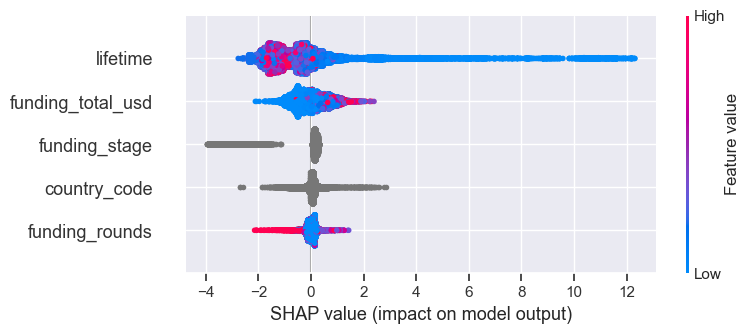 High
lifetime
funding_total_usd
funding_stage
country_code
funding_rounds
Feature value
Low
−4 −2 0 2 4 6 8 10 12
SHAP value (impact on model output)